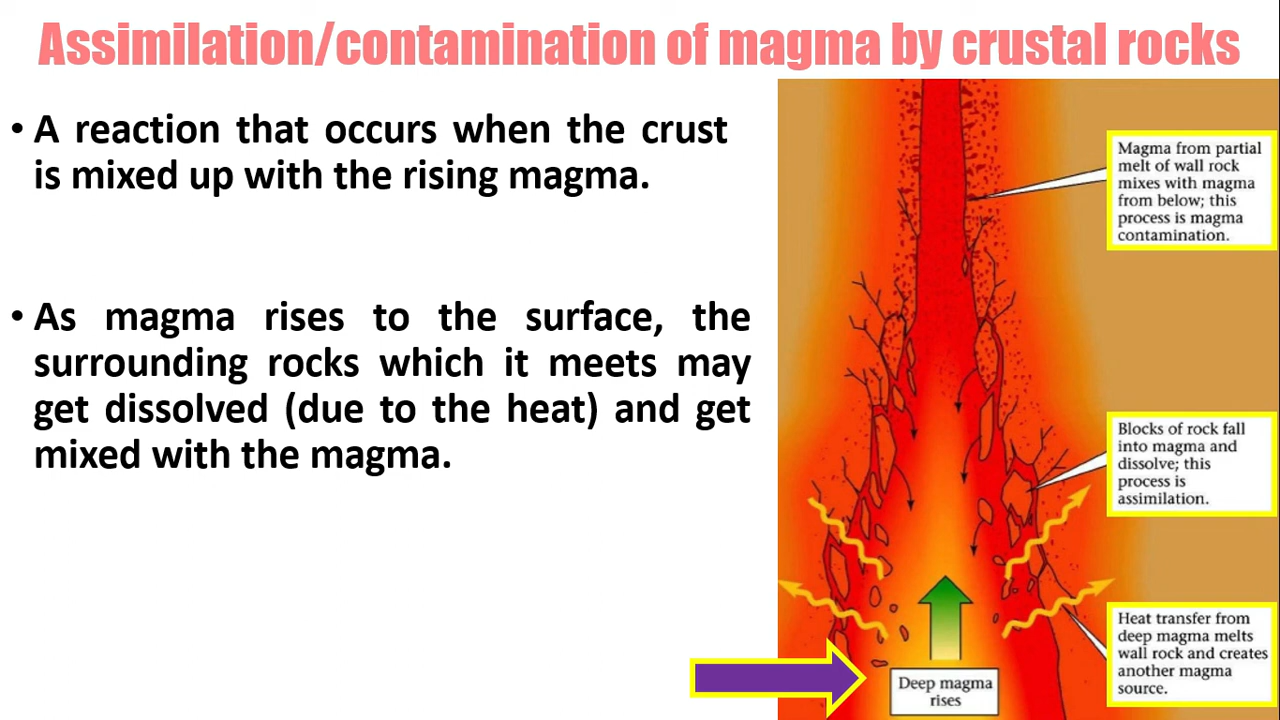 Assimilation/contamination of magma by crustal rocks
• A reaction that occurs when the crust
is mixed up with the rising magma.
• As magma rises to the surface, the
surrounding rocks which it meets may
get dissolved (due to the heat) and get
mixed with the magma.
Magma from partial
melt of wall rock
mixes with magma
from below; this
process is magma
contamination.
Blocks of rock fall
into magma and
dissolve; this
process is
assimilation.
Heat transfer from
deep magma melts
wall rock and creates
another magma
source.
Deep magma
rises